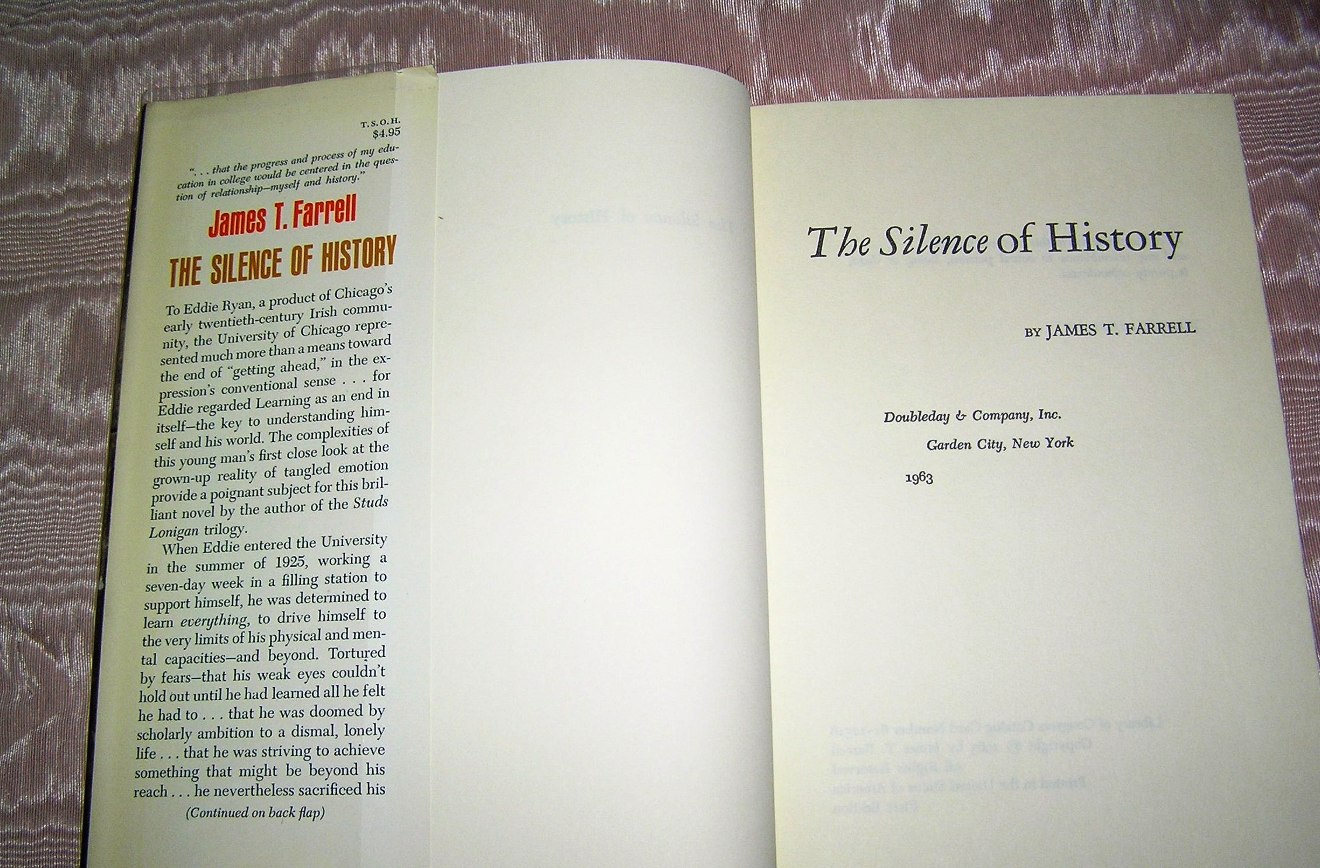 T.S.O.H.
$4.95
". . . that the progress and process of my edu-
cation in college would be centered in the ques-
tion of relationship—myself and history."
James T. Farrell
THE SILENCE OF HISTORY
To Eddie Ryan, a product of Chicago's
early twentieth-century Irish commu-
nity, the University of Chicago repre-
sented much more than a means toward
the end of "getting ahead," in the ex-
pression's conventional sense . . . for
Eddie regarded Learning as an end in
itself—the key to understanding him-
self and his world. The complexities of
this young man's first close look at the
grown-up reality of tangled emotion
provide a poignant subject for this bril-
liant novel by the author of the Studs
Lonigan trilogy.
When Eddie entered the University
in the summer of 1925, working a
seven-day week in a filling station to
support himself, he was determined to
learn everything, to drive himself to
the very limits of his physical and men-
tal capacities—and beyond. Tortured
by fears—that his weak eyes couldn't
hold out until he had learned all he felt
he had to . . . that he was doomed by
scholarly ambition to a dismal, lonely
life . . . that he was striving to achieve
something that might be beyond his
reach . . . he nevertheless sacrificed his
(Continued on back flap)
The Silence of History
BY JAMES T. FARRELL
Doubleday & Company, Inc.
Garden City, New York
1963